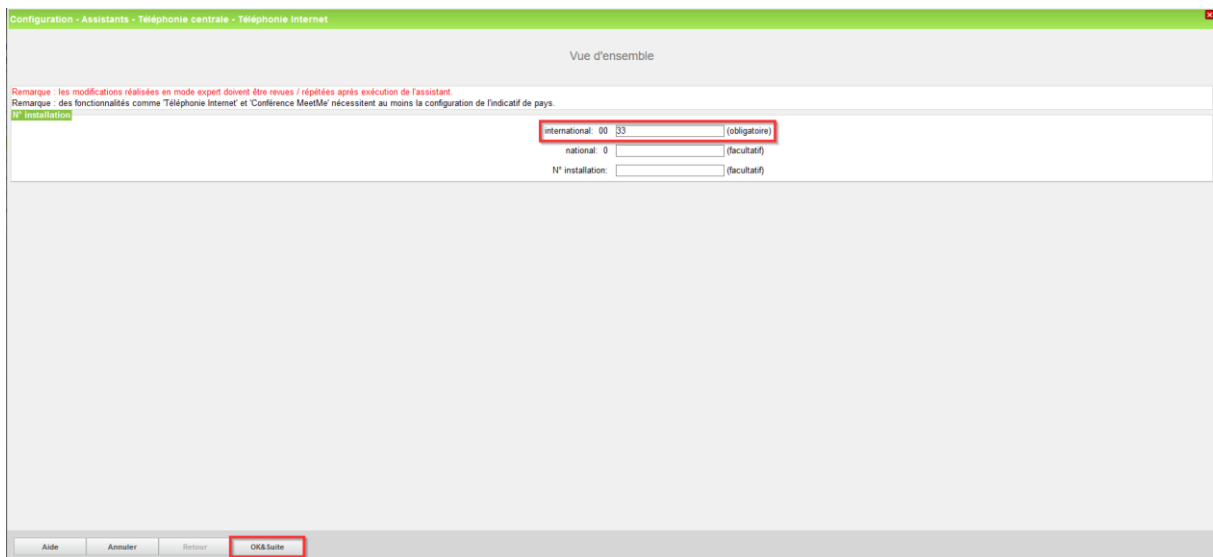 Configuration - Assistants - Téléphonie centrale - Téléphonie Internet
Vue d'ensemble
Remarque : les modifications réalisées en mode expert doivent être revues / répétées après exécution de l'assistant.
Remarque : des fonctionnalités comme 'Téléphonie Internet' et 'Conférence MeetMe' nécessitent au moins la configuration de l'indicatif de pays.
N° installation
international: 00 33 (obligatoire)
national: 0 (facultatif)
N° installation: (facultatif)
Aide Annuler Retour OK&Suite